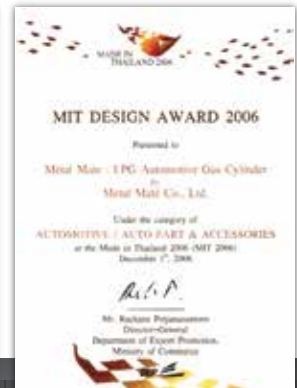 MADE IN
THAILAND 2006
MIT DESIGN AWARD 2006
Presented to
Metal Mate : LPG Automotive Gas Cylinder
By
Metal Mate Co., Ltd.
Under the category of
AUTOMOTIVE / AUTO PART & ACCESSORIES
at the Made in Thailand 2006 (MIT 2006)
December 1st, 2006
Mr.
Director-General
Department of Export Promotion,
Ministry of Commerce